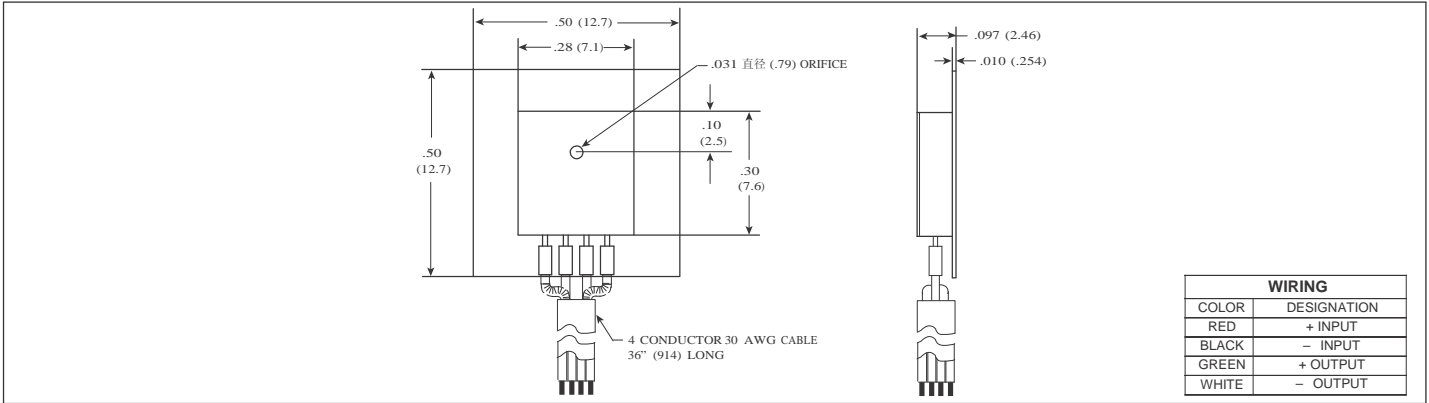 .50 (12.7)
.28 (7.1)
.031 直径 (.79) ORIFICE
.50
(12.7)
.10
(2.5)
.30
(7.6)
4 CONDUCTOR 30 AWG CABLE
36” (914) LONG
.097 (2.46)
.010 (.254)
WIRING
COLOR DESIGNATION
RED + INPUT
BLACK – INPUT
GREEN + OUTPUT
WHITE – OUTPUT